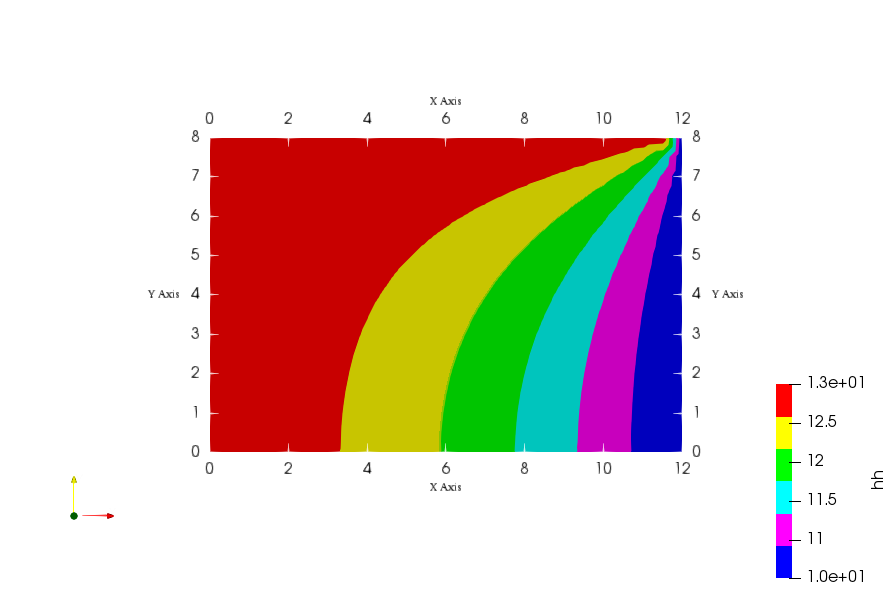 X Axis
0 2 4 6 8 10 12
8 8
7 7
6 6
5 5
Y Axis 4 4 Y Axis
3 3
2 2
1 1
0 0
0 2 4 6 8 10 12
X Axis
1.3e+01
12.5
12
11.5
11
1.0e+01
hh